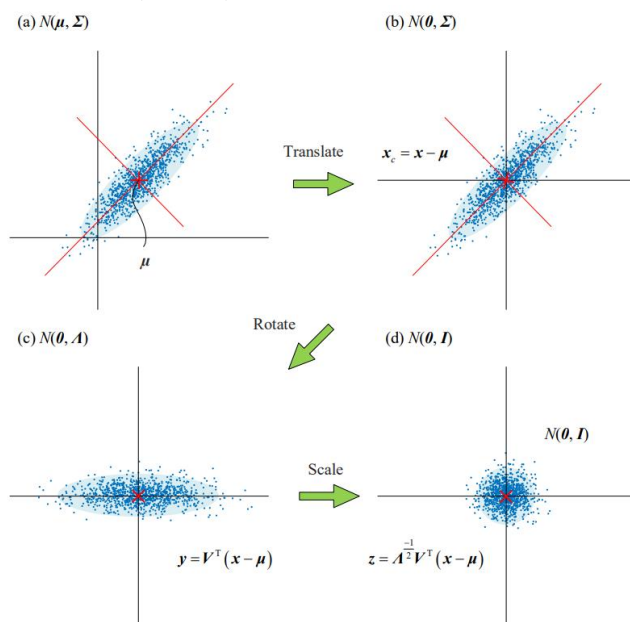 (a) N(μ, Σ)
(b) N(0, Σ)
Translate
x_c = x − μ
μ
Rotate
(c) N(0, Λ)
(d) N(0, I)
N(0, I)
Scale
y = V^T (x − μ)
z = Λ^(-1/2) V^T (x − μ)